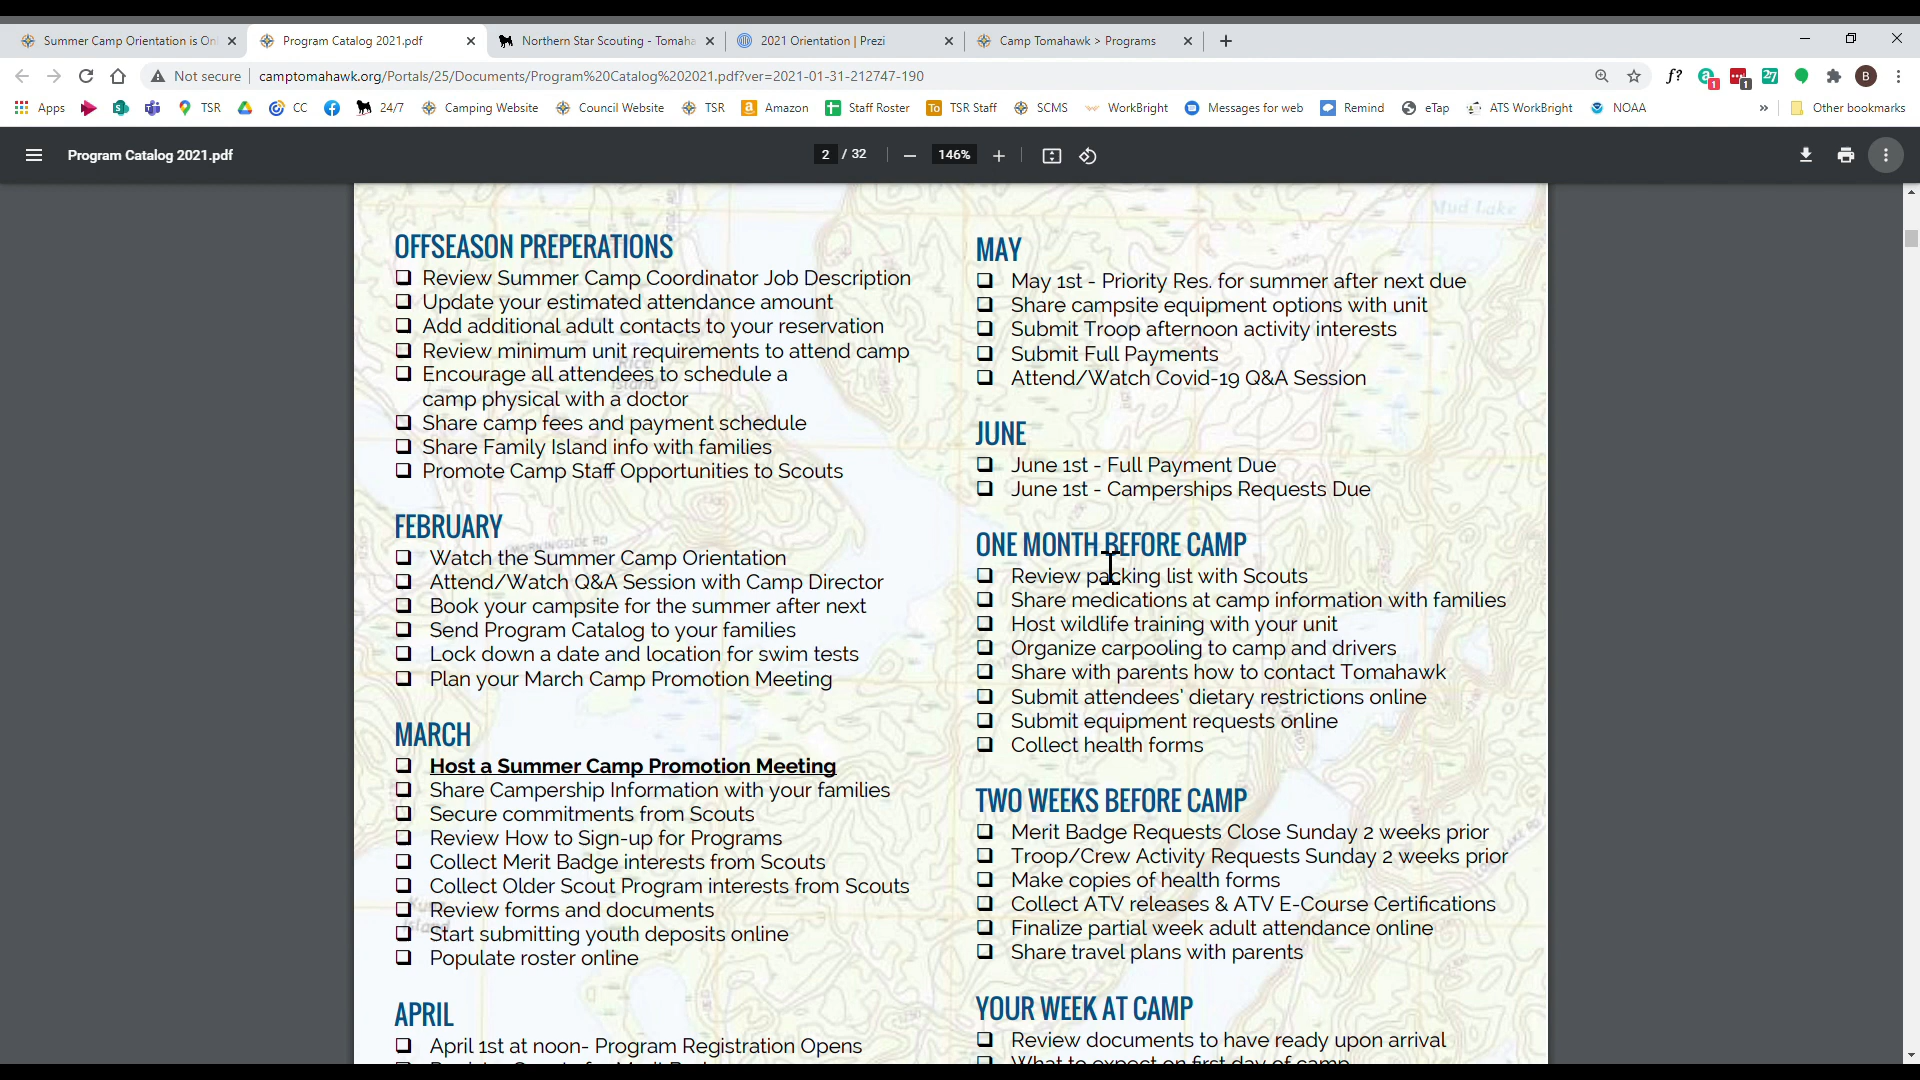 Summer Camp Orientation is On
Program Catalog 2021.pdf
Northern Star Scouting - Tomaha
2021 Orientation | Prezi
Camp Tomahawk > Programs
Not secure
camptomahawk.org/Portals/25/Documents/Program%20Catalog%202021.pdf?ver=2021-01-31-212747-190
f?
1
1
27
B
Apps
TSR
CC
24/7
Camping Website
Council Website
TSR
Amazon
Staff Roster
To
TSR Staff
SCMS
WorkBright
Messages for web
Remind
eTap
ATS WorkBright
NOAA
»
Other bookmarks
Program Catalog 2021.pdf
2 / 32
146%
Mud Lake
OFFSEASON PREPERATIONS
Review Summer Camp Coordinator Job Description
Update your estimated attendance amount
Add additional adult contacts to your reservation
Review minimum unit requirements to attend camp
Encourage all attendees to schedule a
camp physical with a doctor
Share camp fees and payment schedule
Share Family Island info with families
Promote Camp Staff Opportunities to Scouts
FEBRUARY
Watch the Summer Camp Orientation
Attend/Watch Q&A Session with Camp Director
Book your campsite for the summer after next
Send Program Catalog to your families
Lock down a date and location for swim tests
Plan your March Camp Promotion Meeting
MARCH
Host a Summer Camp Promotion Meeting
Share Campership Information with your families
Secure commitments from Scouts
Review How to Sign-up for Programs
Collect Merit Badge interests from Scouts
Collect Older Scout Program interests from Scouts
Review forms and documents
Start submitting youth deposits online
Populate roster online
APRIL
April 1st at noon- Program Registration Opens
MAY
May 1st - Priority Res. for summer after next due
Share campsite equipment options with unit
Submit Troop afternoon activity interests
Submit Full Payments
Attend/Watch Covid-19 Q&A Session
JUNE
June 1st - Full Payment Due
June 1st - Camperships Requests Due
ONE MONTH BEFORE CAMP
Review packing list with Scouts
Share medications at camp information with families
Host wildlife training with your unit
Organize carpooling to camp and drivers
Share with parents how to contact Tomahawk
Submit attendees' dietary restrictions online
Submit equipment requests online
Collect health forms
TWO WEEKS BEFORE CAMP
Merit Badge Requests Close Sunday 2 weeks prior
Troop/Crew Activity Requests Sunday 2 weeks prior
Make copies of health forms
Collect ATV releases & ATV E-Course Certifications
Finalize partial week adult attendance online
Share travel plans with parents
YOUR WEEK AT CAMP
Review documents to have ready upon arrival
What to expect on first day of camp